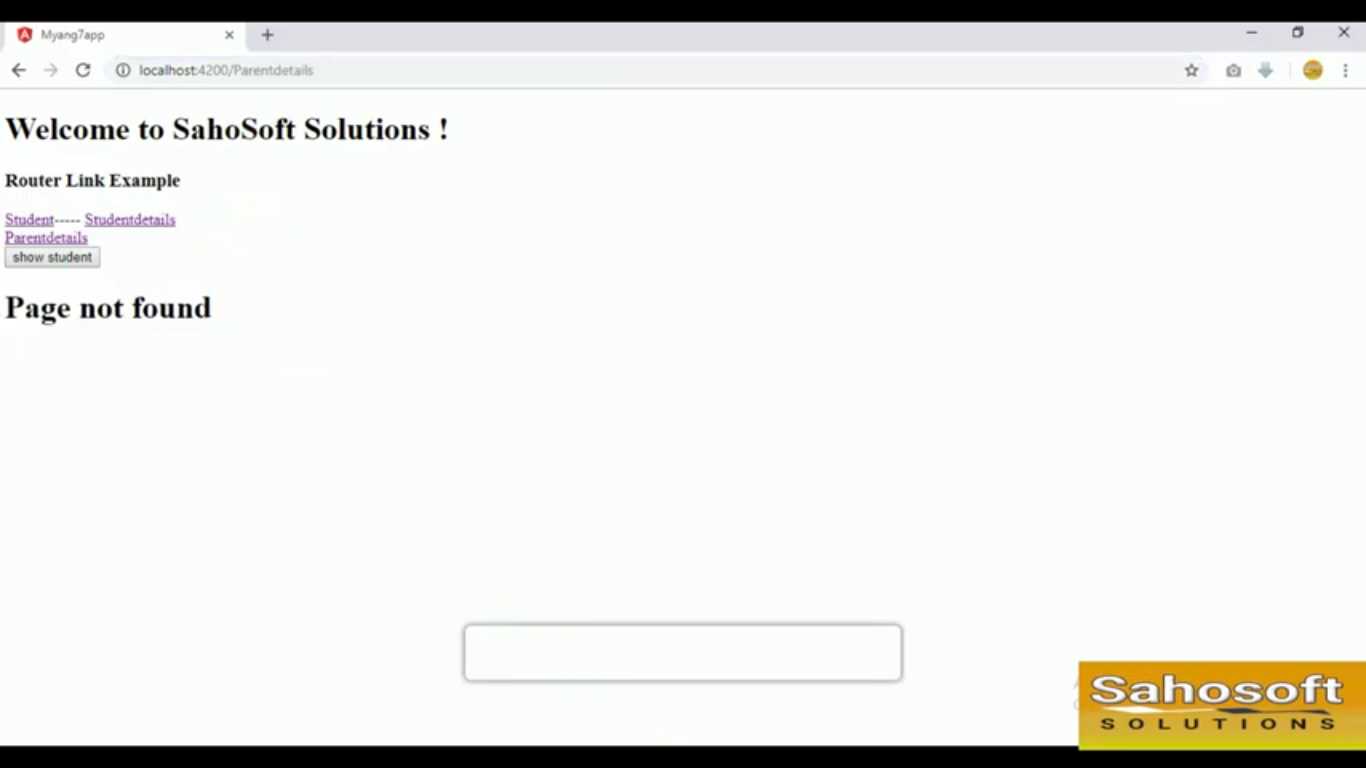 Myang7app
localhost:4200/Parentdetails
Welcome to SahoSoft Solutions !
Router Link Example
Student----- Studentdetails
Parentdetails
show student
Page not found
Sahosoft
SOLUTIONS